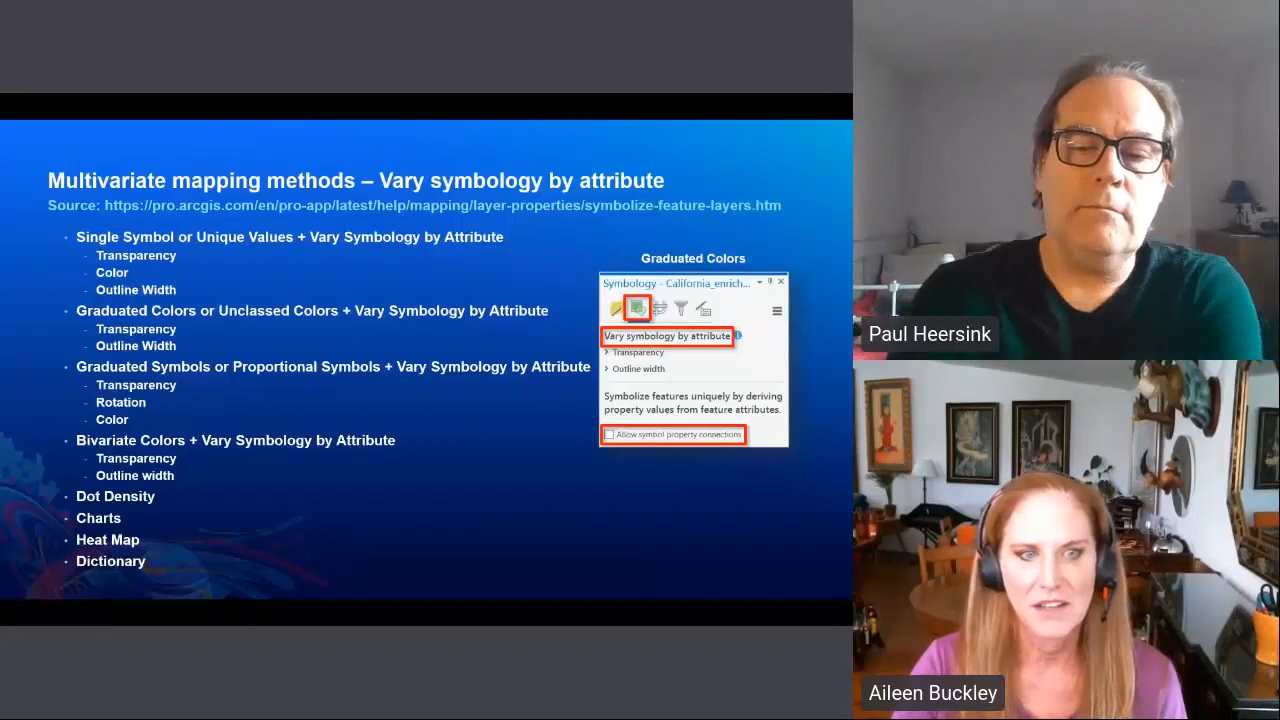 Multivariate mapping methods – Vary symbology by attribute
Source: https://pro.arcgis.com/en/pro-app/latest/help/mapping/layer-properties/symbolize-feature-layers.htm
Single Symbol or Unique Values + Vary Symbology by Attribute
Transparency
Color
Outline Width
Graduated Colors or Unclassed Colors + Vary Symbology by Attribute
Transparency
Outline Width
Graduated Symbols or Proportional Symbols + Vary Symbology by Attribute
Transparency
Rotation
Color
Bivariate Colors + Vary Symbology by Attribute
Transparency
Outline width
Dot Density
Charts
Heat Map
Dictionary
Graduated Colors
Symbology - California_enrich...
Vary symbology by attribute
Transparency
Outline width
Symbolize features uniquely by deriving
property values from feature attributes.
Allow symbol property connections
Paul Heersink
Aileen Buckley